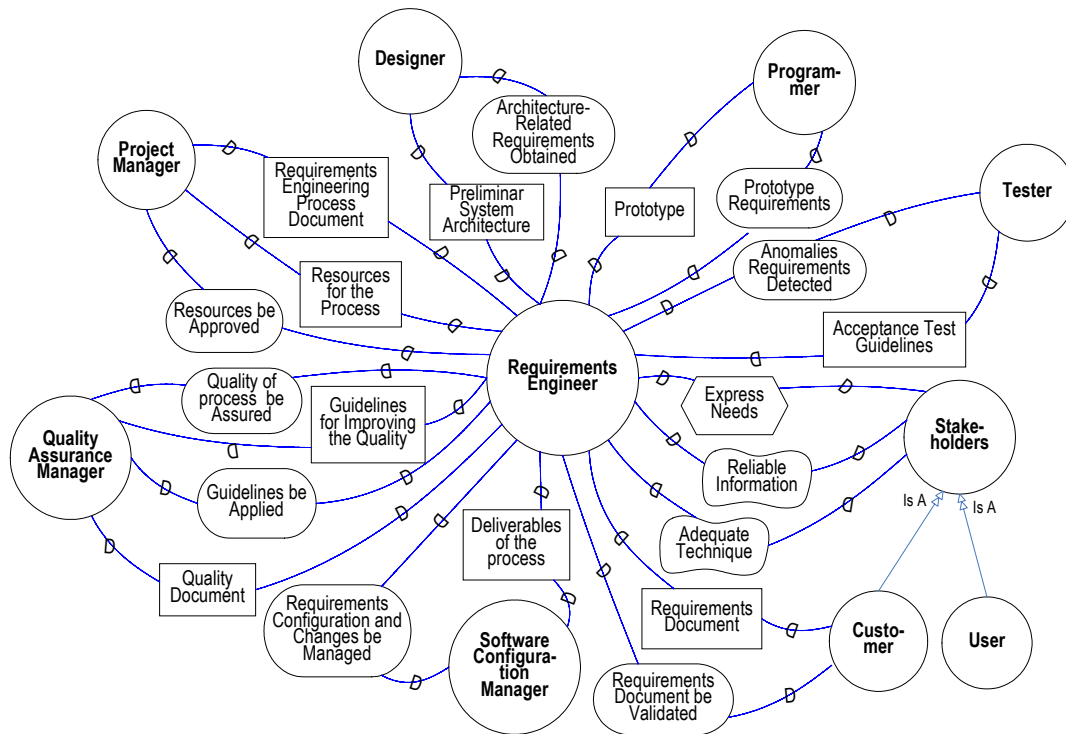 Designer
Program-
mer
Architecture-
Related
Requirements
Obtained
Project
Manager
Requirements
Engineering
Process
Document
Preliminar
System
Architecture
Prototype
Prototype
Requirements
Tester
Anomalies
Requirements
Detected
Resources
for the
Process
Resources be
Approved
Acceptance Test
Guidelines
Requirements
Engineer
Quality of
process be
Assured
Guidelines
for Improving
the Quality
Express
Needs
Stake-
holders
Quality
Assurance
Manager
Guidelines be
Applied
Reliable
Information
Is A
Is A
Adequate
Technique
Deliverables
of the
process
Quality
Document
Requirements
Configuration and
Changes be
Managed
Software
Configura-
tion
Manager
Requirements
Document
Custo-
mer
User
Requirements
Document be
Validated